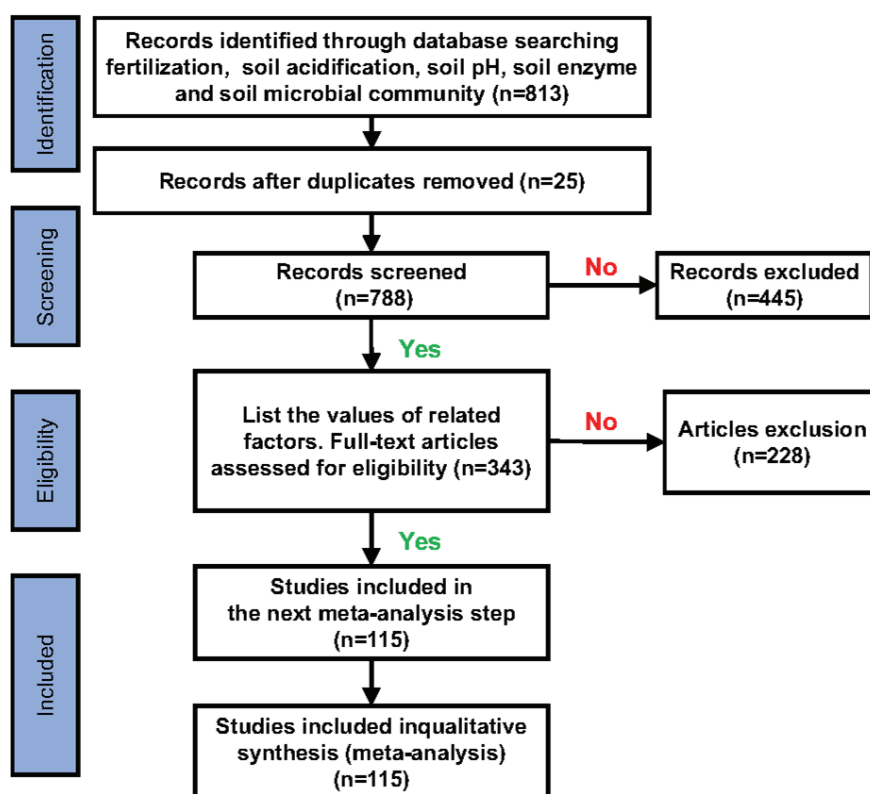 Identification
Records identified through database searching
fertilization, soil acidification, soil pH, soil enzyme
and soil microbial community (n=813)
Records after duplicates removed (n=25)
Screening
Records screened
(n=788)
No
Records excluded
(n=445)
Yes
Eligibility
List the values of related
factors. Full-text articles
assessed for eligibility (n=343)
No
Articles exclusion
(n=228)
Yes
Included
Studies included in
the next meta-analysis step
(n=115)
Studies included inqualitative
synthesis (meta-analysis)
(n=115)